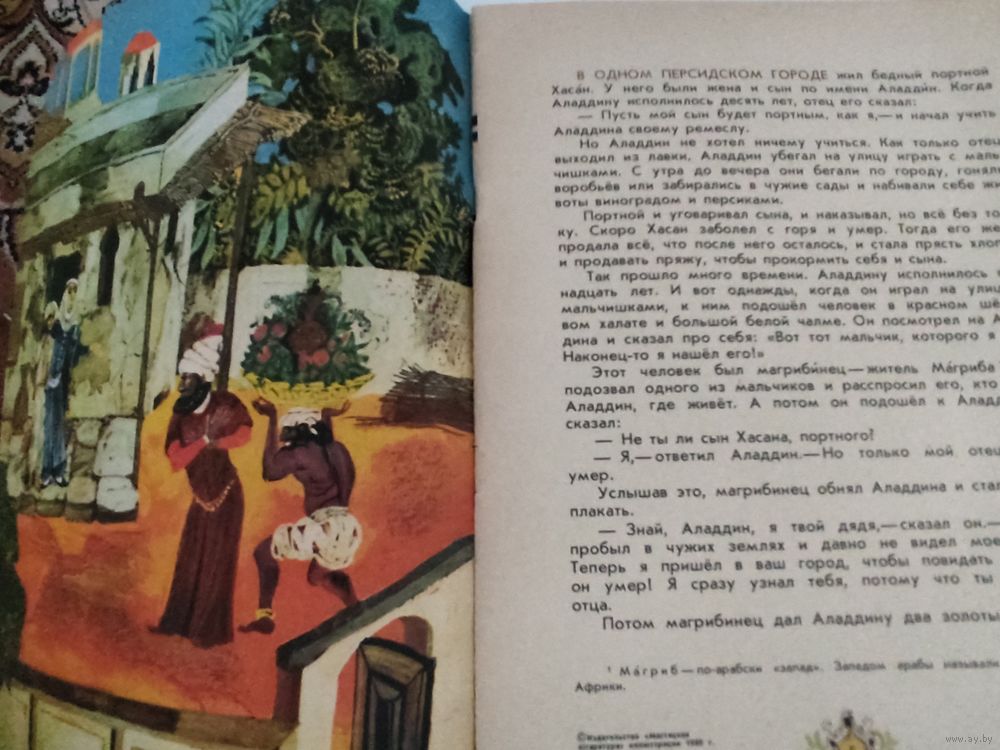 В ОДНОМ ПЕРСИДСКОМ ГОРОДЕ жил бедный портной
Хаса́н. У него были жена и сын по имени Аладди́н. Когда
Аладдину исполнилось десять лет, отец его сказал:
— Пусть мой сын будет портным, как я,— и начал учить
Аладдина своему ремеслу.
Но Аладдин не хотел ничему учиться. Как только отец
выходил из лавки, Аладдин убегал на улицу играть с маль
чишками. С утра до вечера они бегали по городу, гоняли
воробьёв или забирались в чужие сады и набивали себе жи
воты виноградом и персиками.
Портной и уговаривал сына, и наказывал, но всё без то
ку. Скоро Хасан заболел с горя и умер. Тогда его же
продала всё, что после него осталось, и стала прясть хлоп
и продавать пряжу, чтобы прокормить себя и сына.
Так прошло много времени. Аладдину исполнилось
надцать лет. И вот однажды, когда он играл на улиц
мальчишками, к ним подошёл человек в красном шё
вом халате и большой белой чалме. Он посмотрел на А
дина и сказал про себя: «Вот тот мальчик, которого я
Наконец-то я нашёл его!»
Этот человек был магриби́нец — житель Ма́гриба
подозвал одного из мальчиков и расспросил его, кто
Аладдин, где живёт. А потом он подошёл к Алад
сказал:
— Не ты ли сын Хасана, портного?
— Я,— ответил Аладдин.— Но только мой отец
умер.
Услышав это, магрибинец обнял Аладдина и стал
плакать.
— Знай, Аладдин, я твой дядя,— сказал он.—
пробыл в чужих землях и давно не видел мое
Теперь я пришёл в ваш город, чтобы повидать
он умер! Я сразу узнал тебя, потому что ты
отца.
Потом магрибинец дал Аладдину два золоты
¹ Ма́гриб — по-арабски «запад». Западом арабы называли
Африки.
©Издательство
www.ay.by